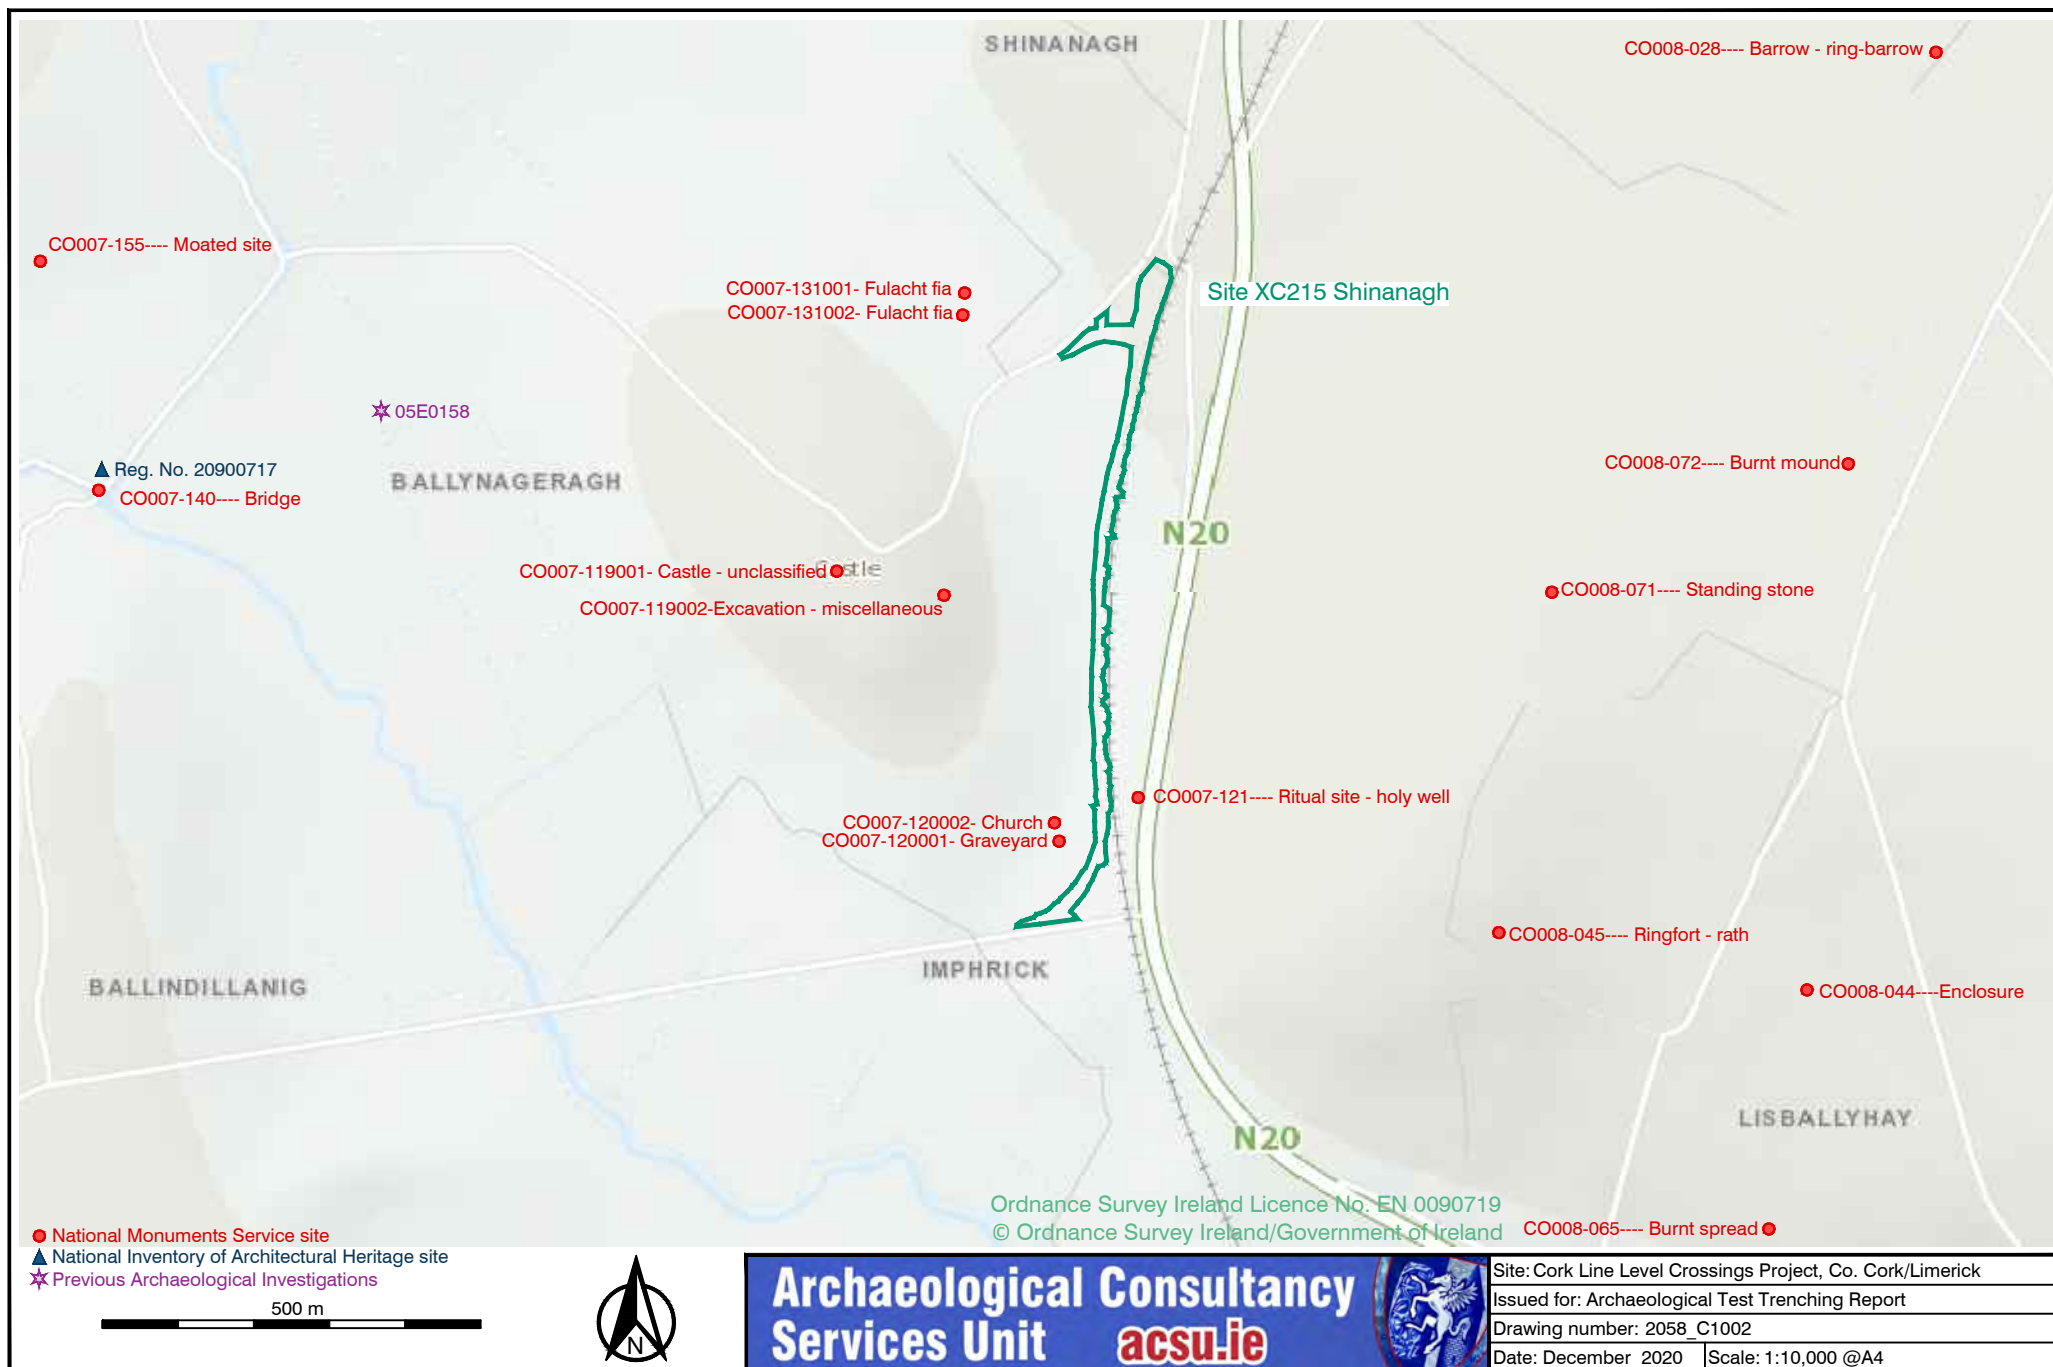 SHINANAGH
CO008-028---- Barrow - ring-barrow
CO007-155---- Moated site
CO007-131001- Fulacht fia
CO007-131002- Fulacht fia
Site XC215 Shinanagh
05E0158
Reg. No. 20900717
CO007-140---- Bridge
BALLYNAGERAGH
CO008-072---- Burnt mound
N20
CO007-119001- Castle - unclassified
Castle
CO007-119002-Excavation - miscellaneous
CO008-071---- Standing stone
CO007-121---- Ritual site - holy well
CO007-120002- Church
CO007-120001- Graveyard
CO008-045---- Ringfort - rath
IMPHRICK
BALLINDILLANIG
CO008-044----Enclosure
LISBALLYHAY
N20
Ordnance Survey Ireland Licence No. EN 0090719
© Ordnance Survey Ireland/Government of Ireland
CO008-065---- Burnt spread
National Monuments Service site
National Inventory of Architectural Heritage site
Previous Archaeological Investigations
500 m
N
Archaeological Consultancy
Services Unit acsu.ie
Site: Cork Line Level Crossings Project, Co. Cork/Limerick
Issued for: Archaeological Test Trenching Report
Drawing number: 2058_C1002
Date: December 2020
Scale: 1:10,000 @A4